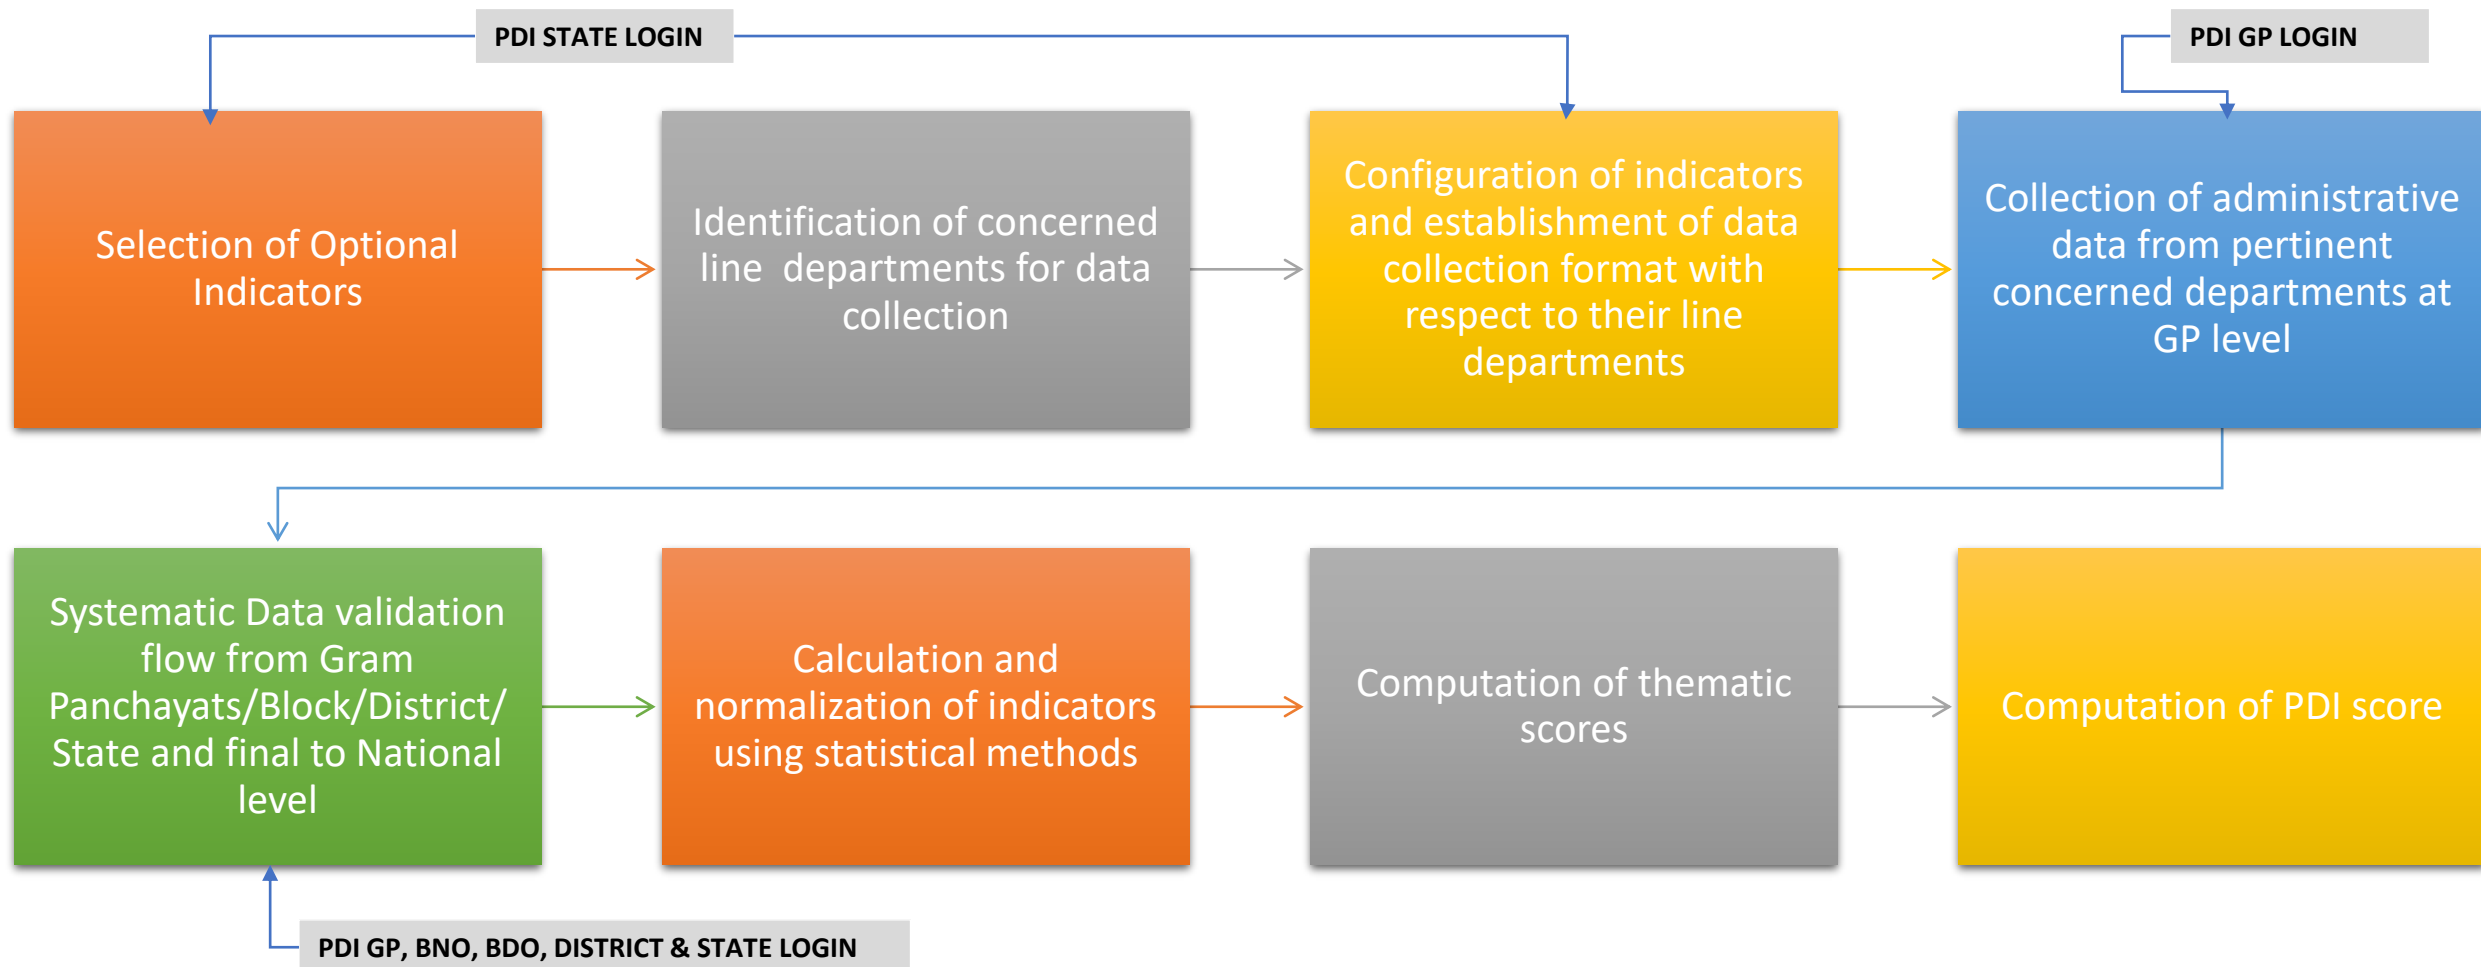 PDI STATE LOGIN
PDI GP LOGIN
Selection of Optional
Indicators
Identification of concerned
line departments for data
collection
Configuration of indicators
and establishment of data
collection format with
respect to their line
departments
Collection of administrative
data from pertinent
concerned departments at
GP level
Systematic Data validation
flow from Gram
Panchayats/Block/District/
State and final to National
level
Calculation and
normalization of indicators
using statistical methods
Computation of thematic
scores
Computation of PDI score
PDI GP, BNO, BDO, DISTRICT & STATE LOGIN